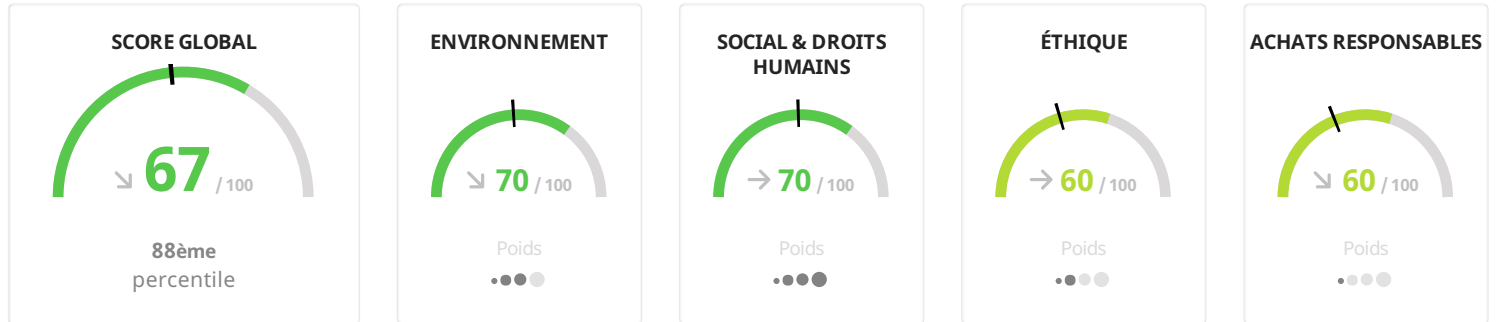 SCORE GLOBAL
67 / 100
88ème
percentile
ENVIRONNEMENT
70 / 100
Poids
SOCIAL & DROITS
HUMAINS
70 / 100
Poids
ÉTHIQUE
60 / 100
Poids
ACHATS RESPONSABLES
60 / 100
Poids